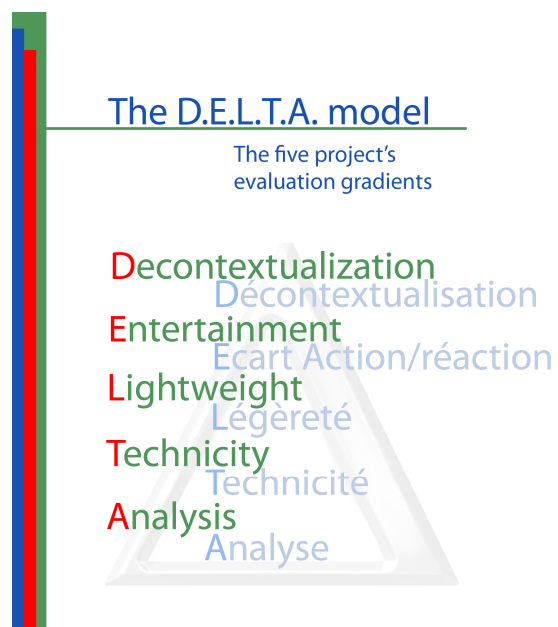 The D.E.L.T.A. model
The five project's
evaluation gradients
Decontextualization
Décontextualisation
Entertainment
Ecart Action/réaction
Lightweight
Légèreté
Technicity
Technicité
Analysis
Analyse